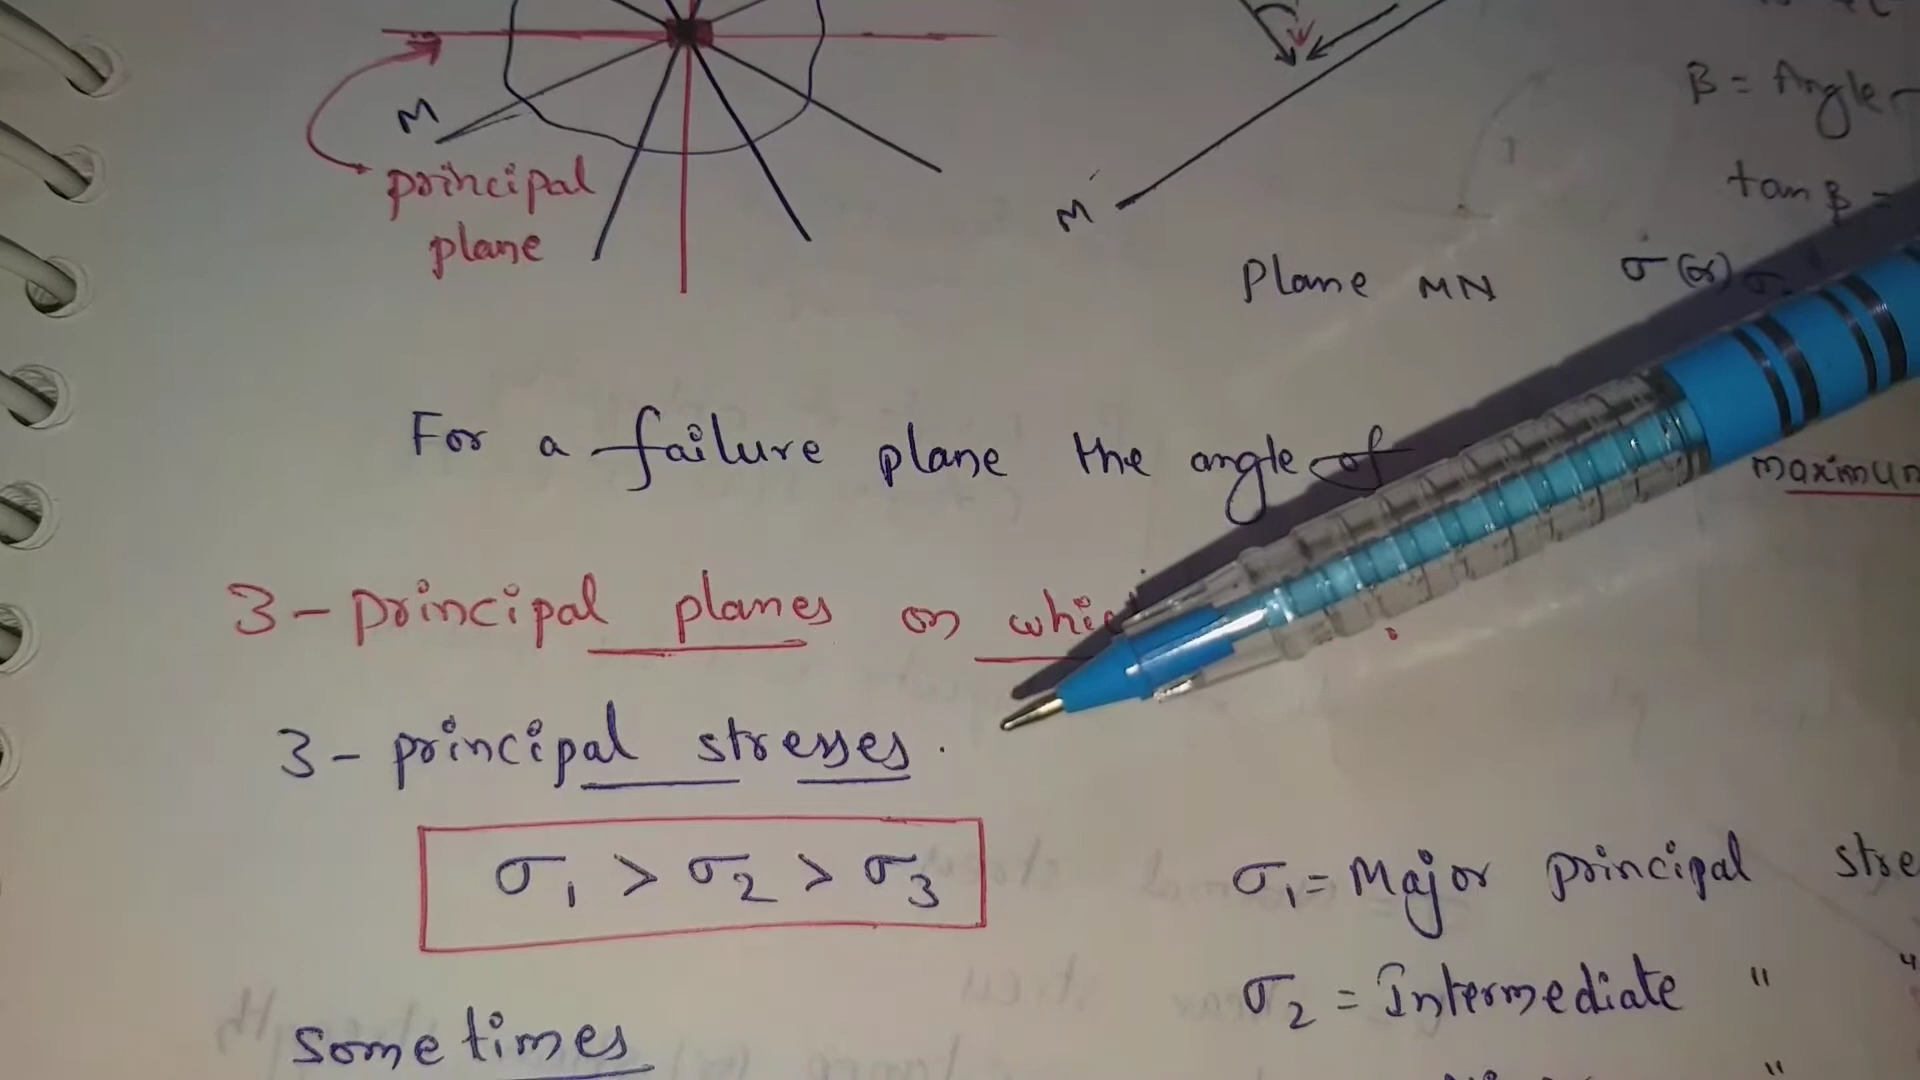 M
principal
plane
M
β = Angle
tan β =
Plane MN σ (or)
For a failure plane the angle of
maximum
3 - principal planes on
3 - principal stresses.
σ1 > σ2 > σ3
σ1 = Major principal
σ2 = Intermediate "
Sometimes
"